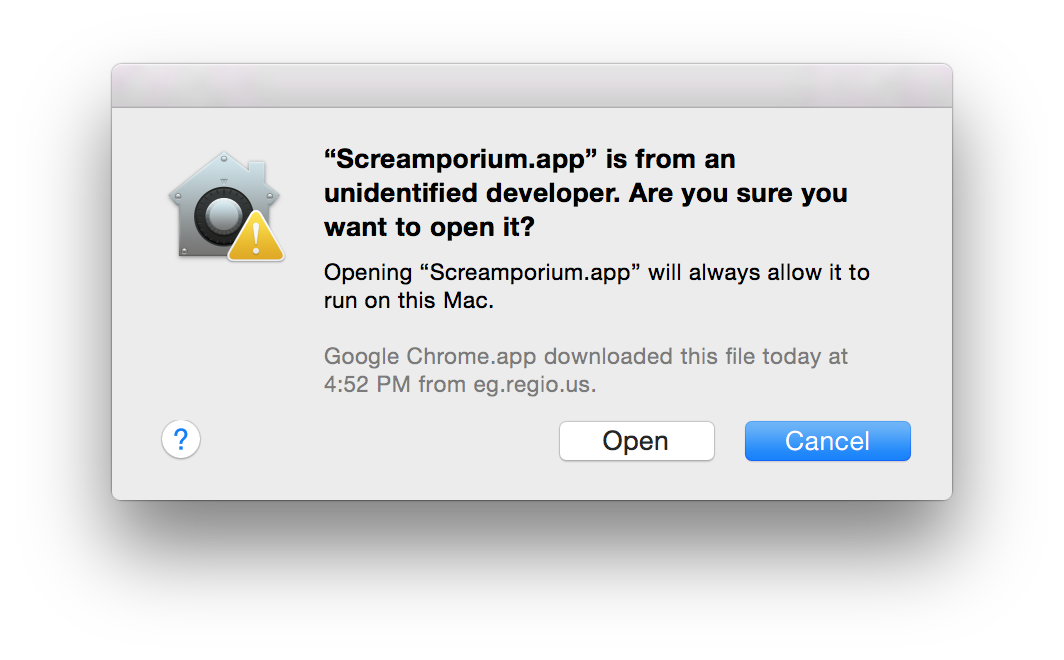 “Screamporium.app” is from an
unidentified developer. Are you sure you
want to open it?
Opening “Screamporium.app” will always allow it to
run on this Mac.
Google Chrome.app downloaded this file today at
4:52 PM from eg.regio.us.
?
Open
Cancel